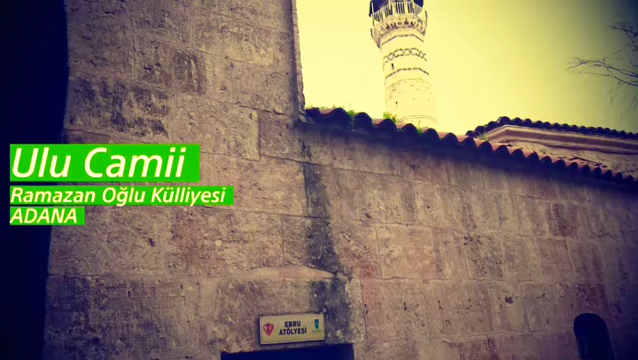 Ulu Camii
Ramazan Oğlu Külliyesi
ADANA
EBRU
ATÖLYESİ